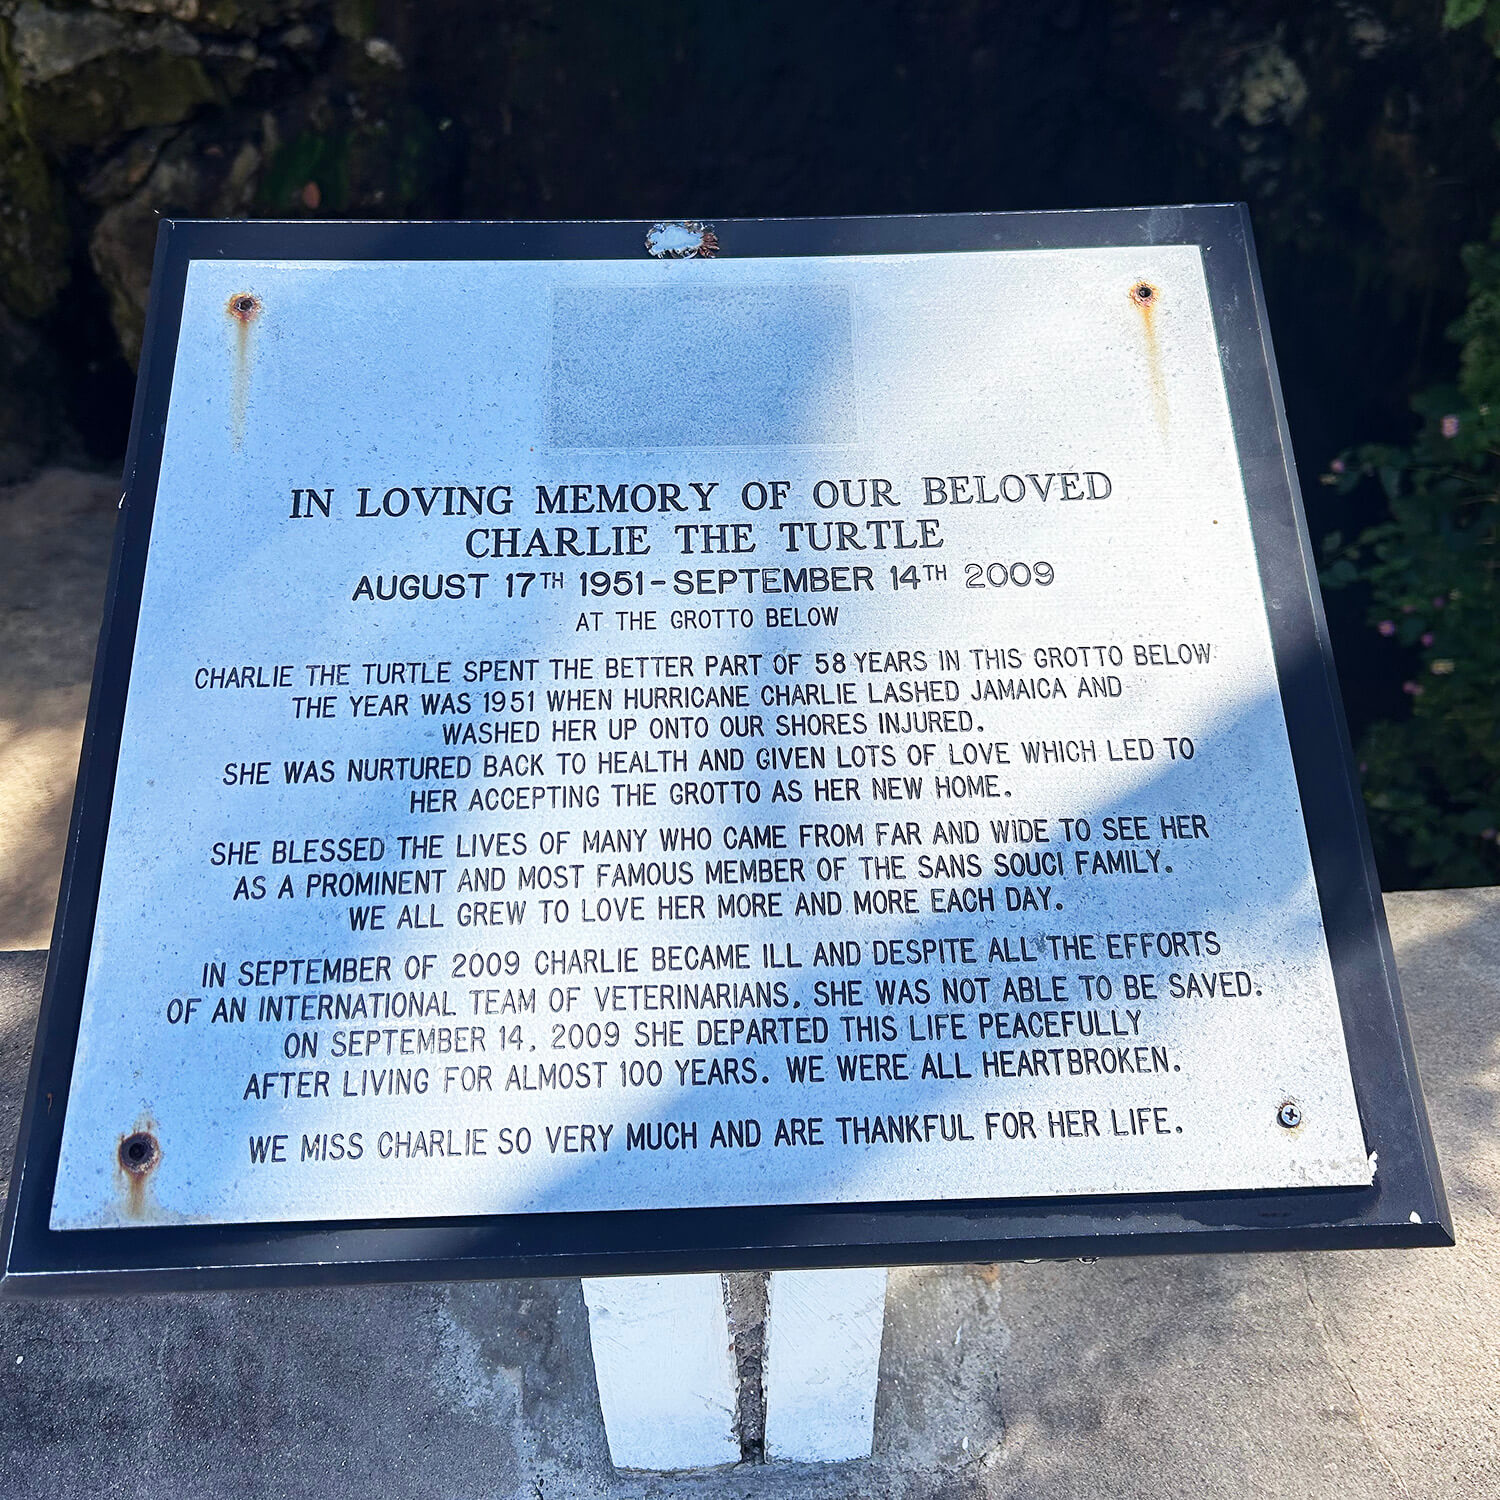 IN LOVING MEMORY OF OUR BELOVED
CHARLIE THE TURTLE
AUGUST 17TH 1951-SEPTEMBER 14TH 2009
AT THE GROTTO BELOW
CHARLIE THE TURTLE SPENT THE BETTER PART OF 58 YEARS IN THIS GROTTO BELOW
THE YEAR WAS 1951 WHEN HURRICANE CHARLIE LASHED JAMAICA AND
WASHED HER UP ONTO OUR SHORES INJURED.
SHE WAS NURTURED BACK TO HEALTH AND GIVEN LOTS OF LOVE WHICH LED TO
HER ACCEPTING THE GROTTO AS HER NEW HOME.
SHE BLESSED THE LIVES OF MANY WHO CAME FROM FAR AND WIDE TO SEE HER
AS A PROMINENT AND MOST FAMOUS MEMBER OF THE SANS SOUCI FAMILY.
WE ALL GREW TO LOVE HER MORE AND MORE EACH DAY.
IN SEPTEMBER OF 2009 CHARLIE BECAME ILL AND DESPITE ALL THE EFFORTS
OF AN INTERNATIONAL TEAM OF VETERINARIANS, SHE WAS NOT ABLE TO BE SAVED.
ON SEPTEMBER 14, 2009 SHE DEPARTED THIS LIFE PEACEFULLY
AFTER LIVING FOR ALMOST 100 YEARS. WE WERE ALL HEARTBROKEN.
WE MISS CHARLIE SO VERY MUCH AND ARE THANKFUL FOR HER LIFE.